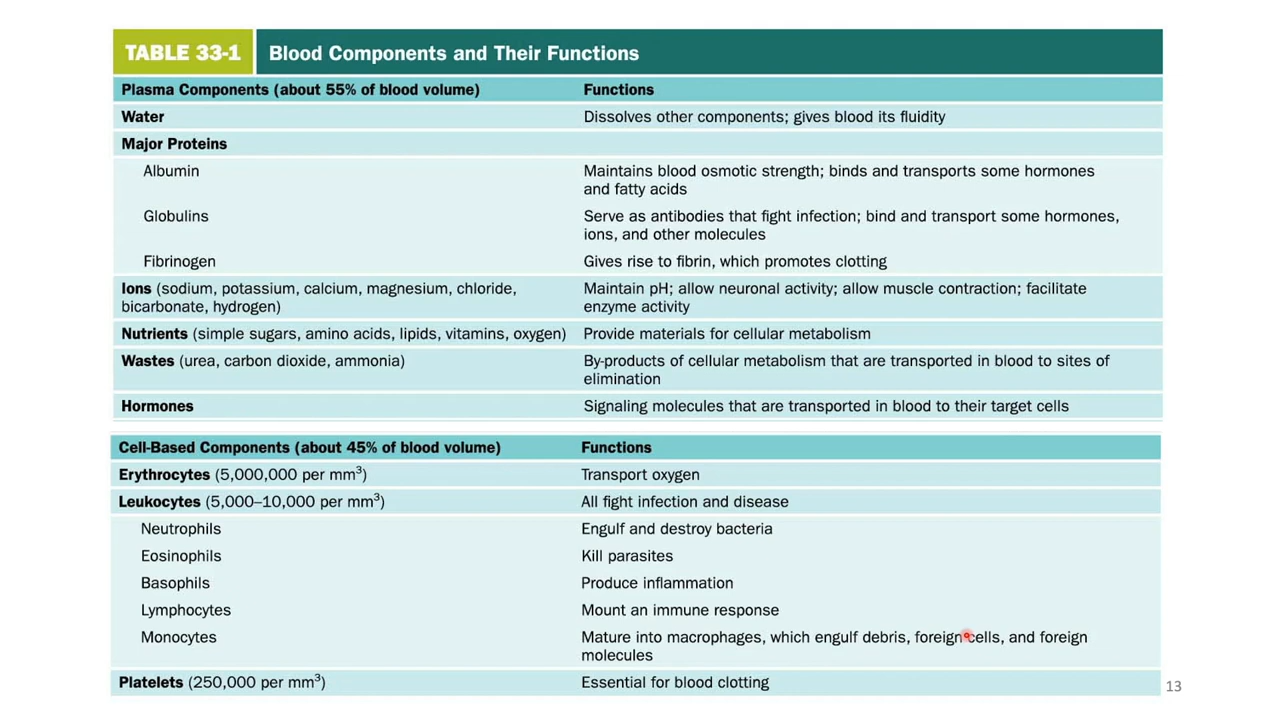 TABLE 33-1 Blood Components and Their Functions
Plasma Components (about 55% of blood volume) Functions
Water Dissolves other components; gives blood its fluidity
Major Proteins
Albumin Maintains blood osmotic strength; binds and transports some hormones
and fatty acids
Globulins Serve as antibodies that fight infection; bind and transport some hormones,
ions, and other molecules
Fibrinogen Gives rise to fibrin, which promotes clotting
Ions (sodium, potassium, calcium, magnesium, chloride, Maintain pH; allow neuronal activity; allow muscle contraction; facilitate
bicarbonate, hydrogen) enzyme activity
Nutrients (simple sugars, amino acids, lipids, vitamins, oxygen) Provide materials for cellular metabolism
Wastes (urea, carbon dioxide, ammonia) By-products of cellular metabolism that are transported in blood to sites of
elimination
Hormones Signaling molecules that are transported in blood to their target cells
Cell-Based Components (about 45% of blood volume) Functions
Erythrocytes (5,000,000 per mm³) Transport oxygen
Leukocytes (5,000–10,000 per mm³) All fight infection and disease
Neutrophils Engulf and destroy bacteria
Eosinophils Kill parasites
Basophils Produce inflammation
Lymphocytes Mount an immune response
Monocytes Mature into macrophages, which engulf debris, foreign cells, and foreign
molecules
Platelets (250,000 per mm³) Essential for blood clotting
13